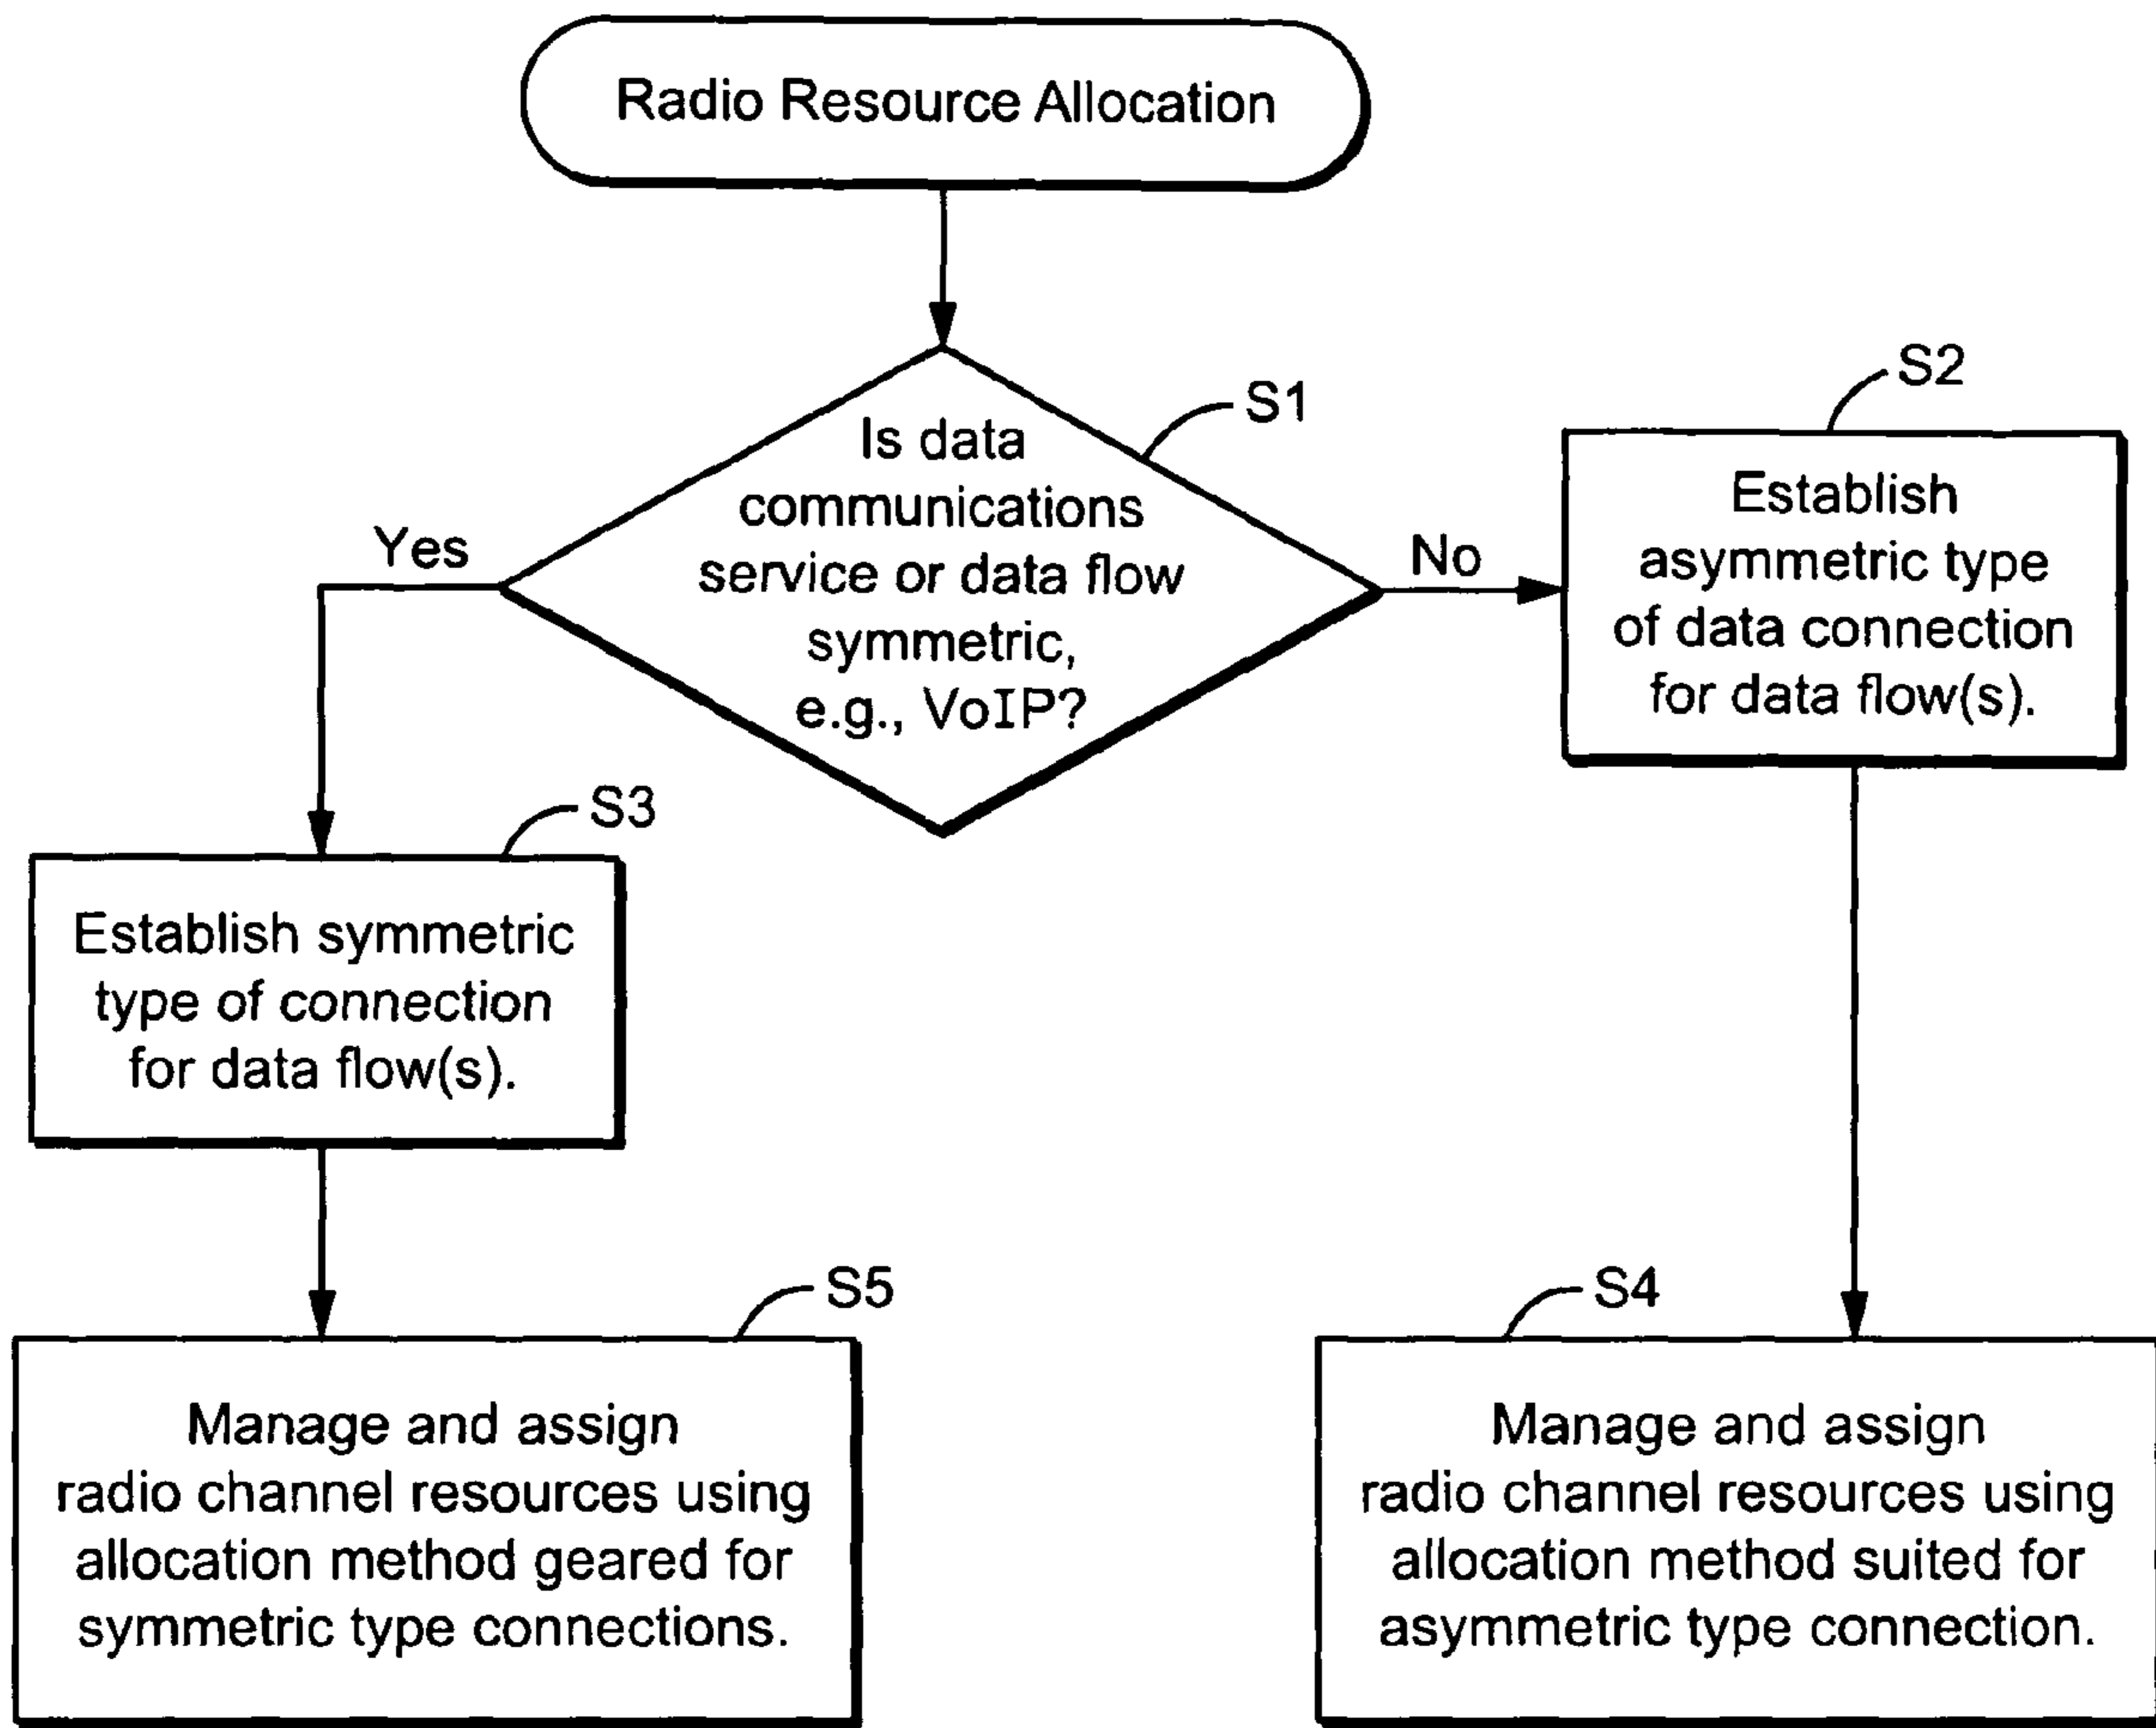 Radio Resource Allocation
S1
Is data
communications
service or data flow
symmetric,
e.g., VoIP?
Yes
No
S2
Establish
asymmetric type
of data connection
for data flow(s).
S3
Establish symmetric
type of connection
for data flow(s).
S5
Manage and assign
radio channel resources using
allocation method geared for
symmetric type connections.
S4
Manage and assign
radio channel resources using
allocation method suited for
asymmetric type connection.